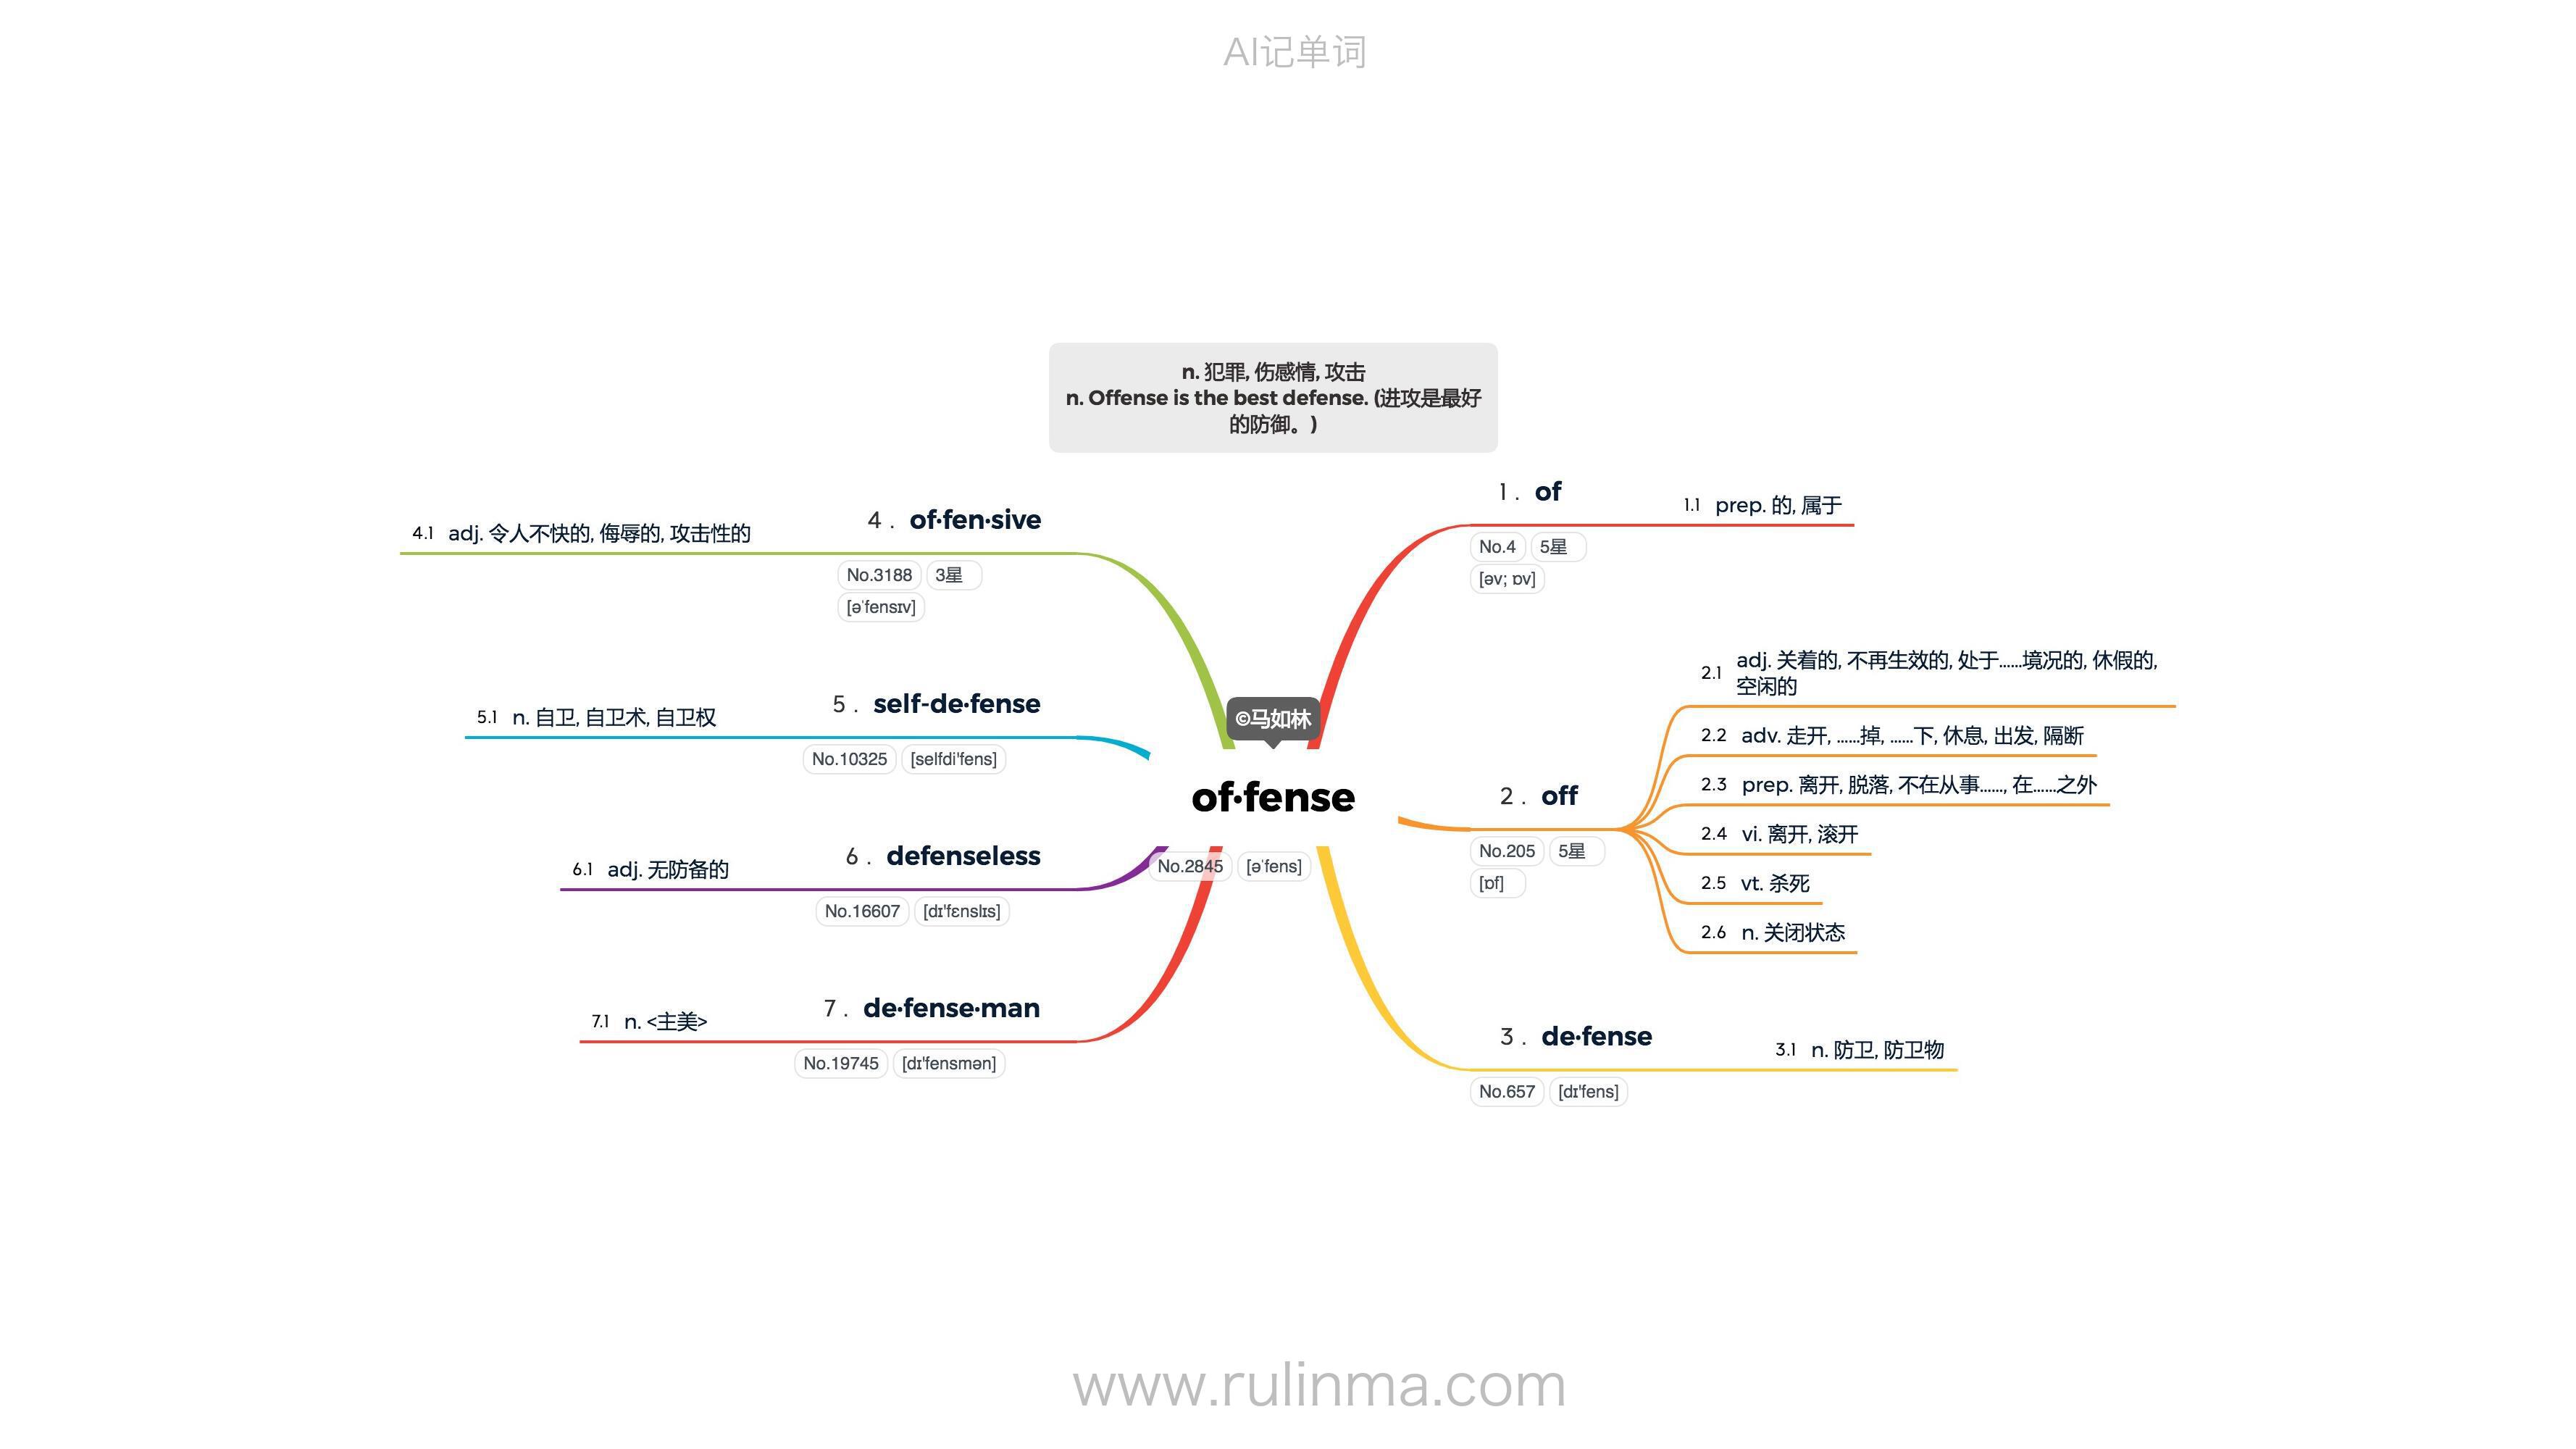 AI记单词
n. 犯罪, 伤感情, 攻击
n. Offense is the best defense. (进攻是最好
的防御。)
©马如林
of·fense
No.2845 [əˈfens]
1 . of
No.4 5星
[əv; ɒv]
1.1 prep. 的, 属于
2 . off
No.205 5星
[ɒf]
2.1 adj. 关着的, 不再生效的, 处于……境况的, 休假的,
空闲的
2.2 adv. 走开, ……掉, ……下, 休息, 出发, 隔断
2.3 prep. 离开, 脱落, 不在从事……, 在……之外
2.4 vi. 离开, 滚开
2.5 vt. 杀死
2.6 n. 关闭状态
3 . de·fense
No.657 [dɪ'fens]
3.1 n. 防卫, 防卫物
4 . of·fen·sive
No.3188 3星
[əˈfensɪv]
4.1 adj. 令人不快的, 侮辱的, 攻击性的
5 . self-de·fense
No.10325 [selfdi'fens]
5.1 n. 自卫, 自卫术, 自卫权
6 . defenseless
No.16607 [dɪ'fɛnslɪs]
6.1 adj. 无防备的
7 . de·fense·man
No.19745 [dɪ'fensmən]
7.1 n. <主美>
www.rulinma.com